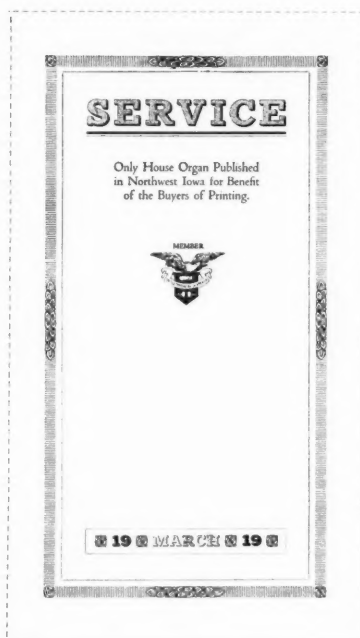 SERVICE
Only House Organ Published
in Northwest Iowa for Benefit
of the Buyers of Printing.
MEMBER
19 MARCH 19